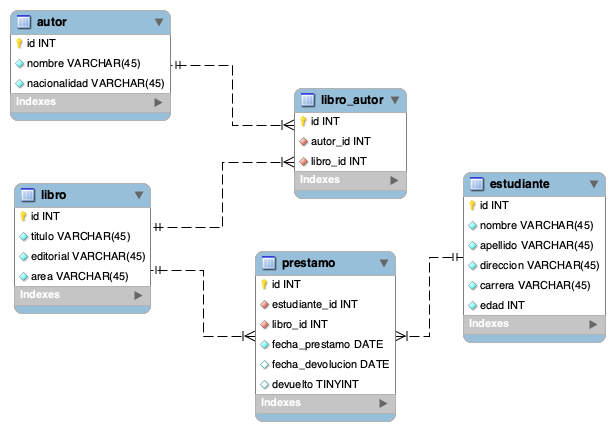 autor
id INT
nombre VARCHAR(45)
nacionalidad VARCHAR(45)
Indexes
libro_autor
id INT
autor_id INT
libro_id INT
Indexes
libro
id INT
titulo VARCHAR(45)
editorial VARCHAR(45)
area VARCHAR(45)
Indexes
estudiante
id INT
nombre VARCHAR(45)
apellido VARCHAR(45)
direccion VARCHAR(45)
carrera VARCHAR(45)
edad INT
Indexes
prestamo
id INT
estudiante_id INT
libro_id INT
fecha_prestamo DATE
fecha_devolucion DATE
devuelto TINYINT
Indexes